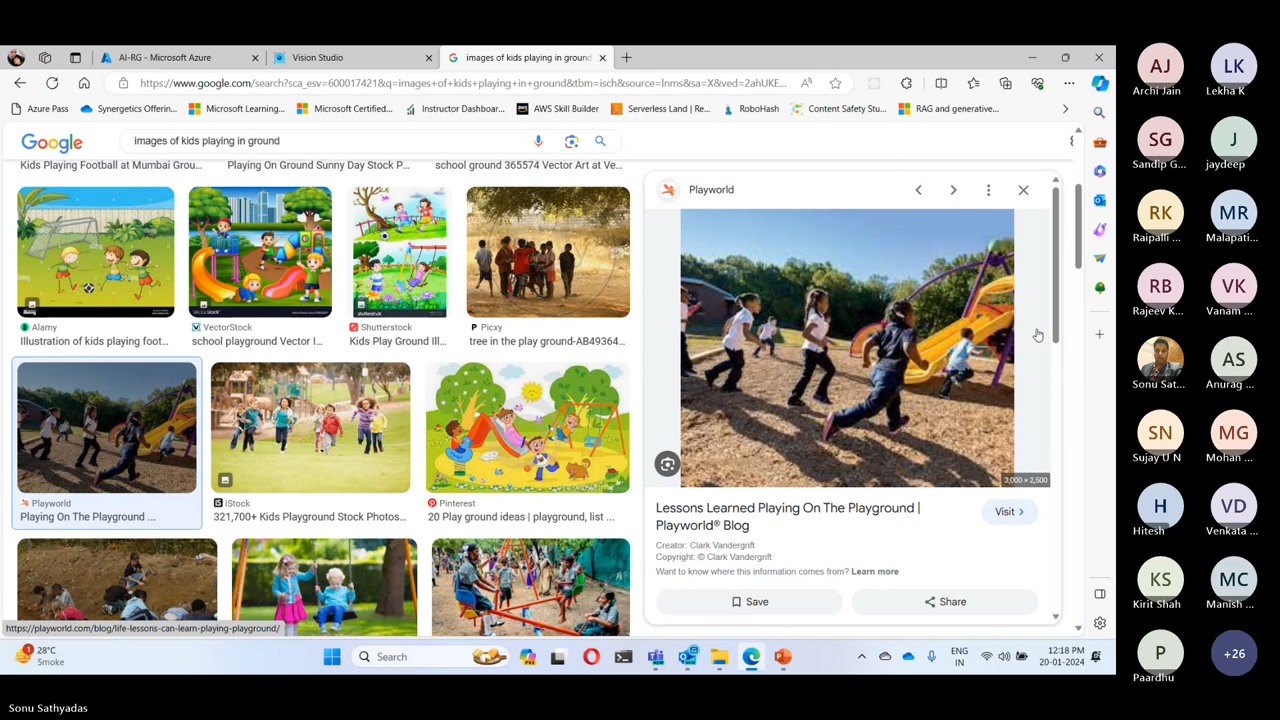 AI-RG - Microsoft Azure
Vision Studio
images of kids playing in ground
https://www.google.com/search?sca_esv=600017421&q=images+of+kids+playing+in+ground&tbm=isch&source=lnms&sa=X&ved=2ahUKE...
Azure Pass
Synergetics Offerin...
Microsoft Learning...
Microsoft Certified...
Instructor Dashboar...
AWS Skill Builder
Serverless Land | Re...
RoboHash
Content Safety Stu...
RAG and generative...
Google
images of kids playing in ground
Kids Playing Football at Mumbai Grou...
Playing On Ground Sunny Day Stock P...
school ground 365574 Vector Art at Ve...
Alamy
Illustration of kids playing foot...
VectorStock
school playground Vector I...
Shutterstock
Kids Play Ground Ill...
Picxy
tree in the play ground-AB49364...
Playworld
Playing On The Playground ...
iStock
321,700+ Kids Playground Stock Photos...
Pinterest
20 Play ground ideas | playground, list ...
https://playworld.com/blog/life-lessons-can-learn-playing-playground/
Playworld
3,000 × 2,500
Lessons Learned Playing On The Playground |
Playworld® Blog
Visit
Creator: Clark Vandergrift
Copyright: © Clark Vandergrift
Want to know where this information comes from? Learn more
Save
Share
1
28°C
Smoke
Search
ENG
IN
12:18 PM
20-01-2024
AJ
Archi Jain
LK
Lekha K
SG
Sandip G...
J
jaydeep
RK
Raipalli ...
MR
Malapati...
RB
Rajeev K...
VK
Vanam ...
Sonu Sat...
AS
Anurag ...
SN
Sujay U N
MG
Mohan ...
H
Hitesh
VD
Venkata ...
KS
Kirit Shah
MC
Manish ...
P
Paardhu
+26
Sonu Sathyadas